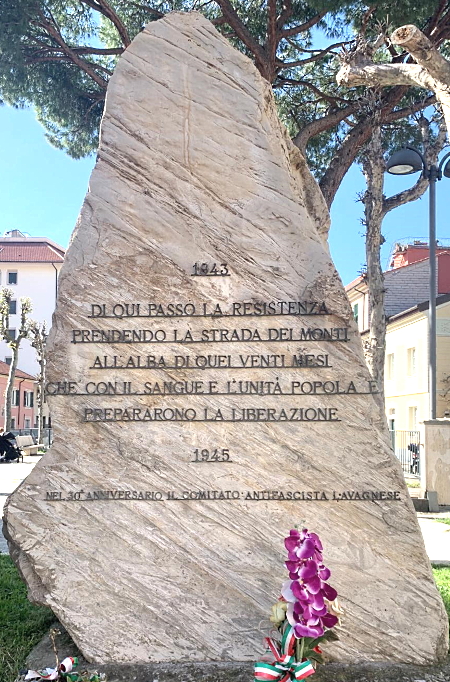 1943
DI QUI PASSÒ LA RESISTENZA
PRENDENDO LA STRADA DEI MONTI
ALL'ALBA DI QUEI VENTI MESI
CHE CON IL SANGUE E L'UNITÀ POPOLARE
PREPARARONO LA LIBERAZIONE
1945
NEL 30° ANNIVERSARIO IL COMITATO ANTIFASCISTA LAVAGNESE